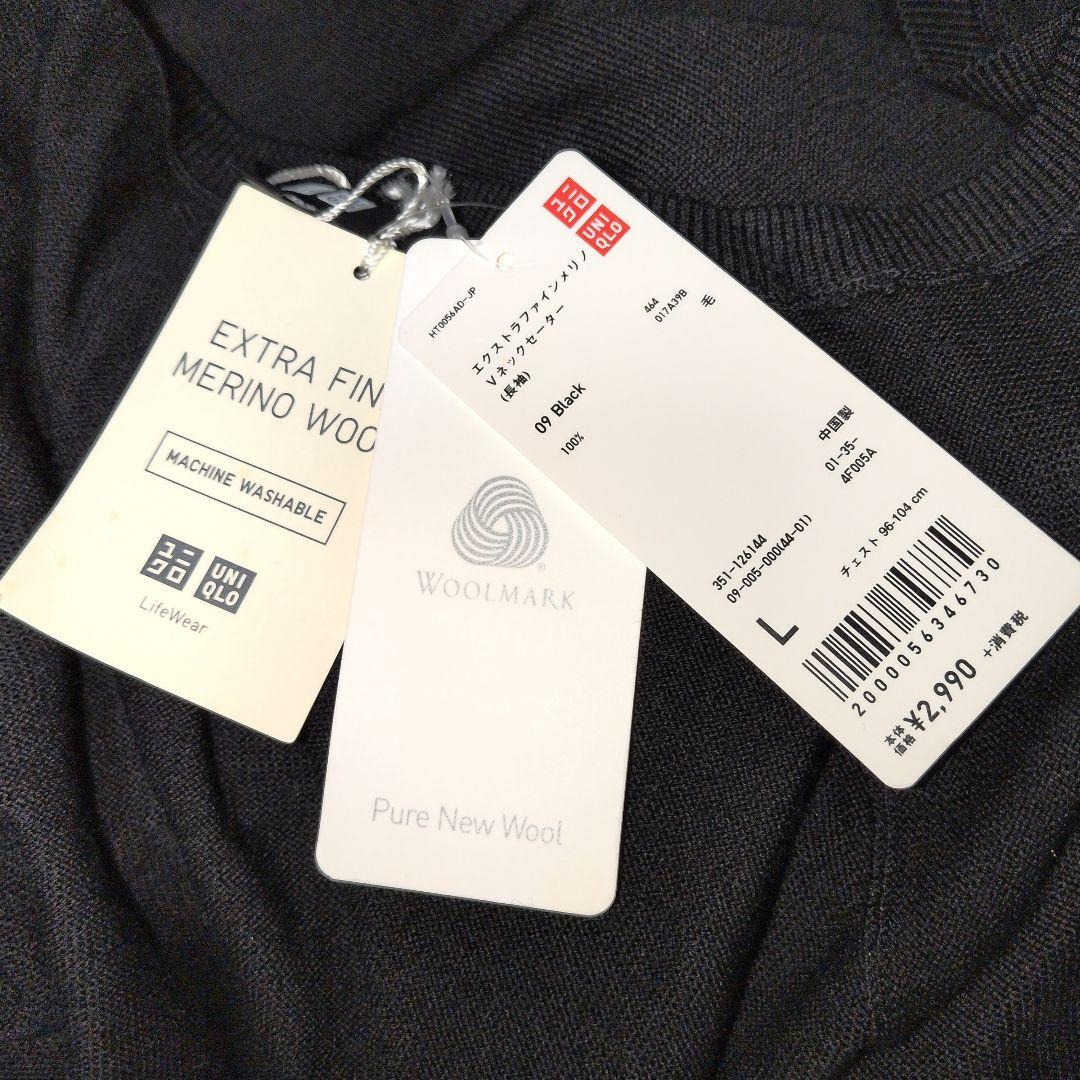 EXTRA FIN
MERINO WOO
MACHINE WASHABLE
ユニ
クロ
UNI
QLO
LifeWear
WOOLMARK
®
Pure New Wool
ユニ
クロ
UNI
QLO
HT0056AD-JP
エクストラファインメリノ
Vネックセーター
(長袖)
09 Black
100%
464
017A39B
毛
中国製
01-35-
4F005A
351-126144
09-005-000(44-01)
チェスト 96-104 cm
L
2000056346730
本体
価格 ¥2,990 +消費税